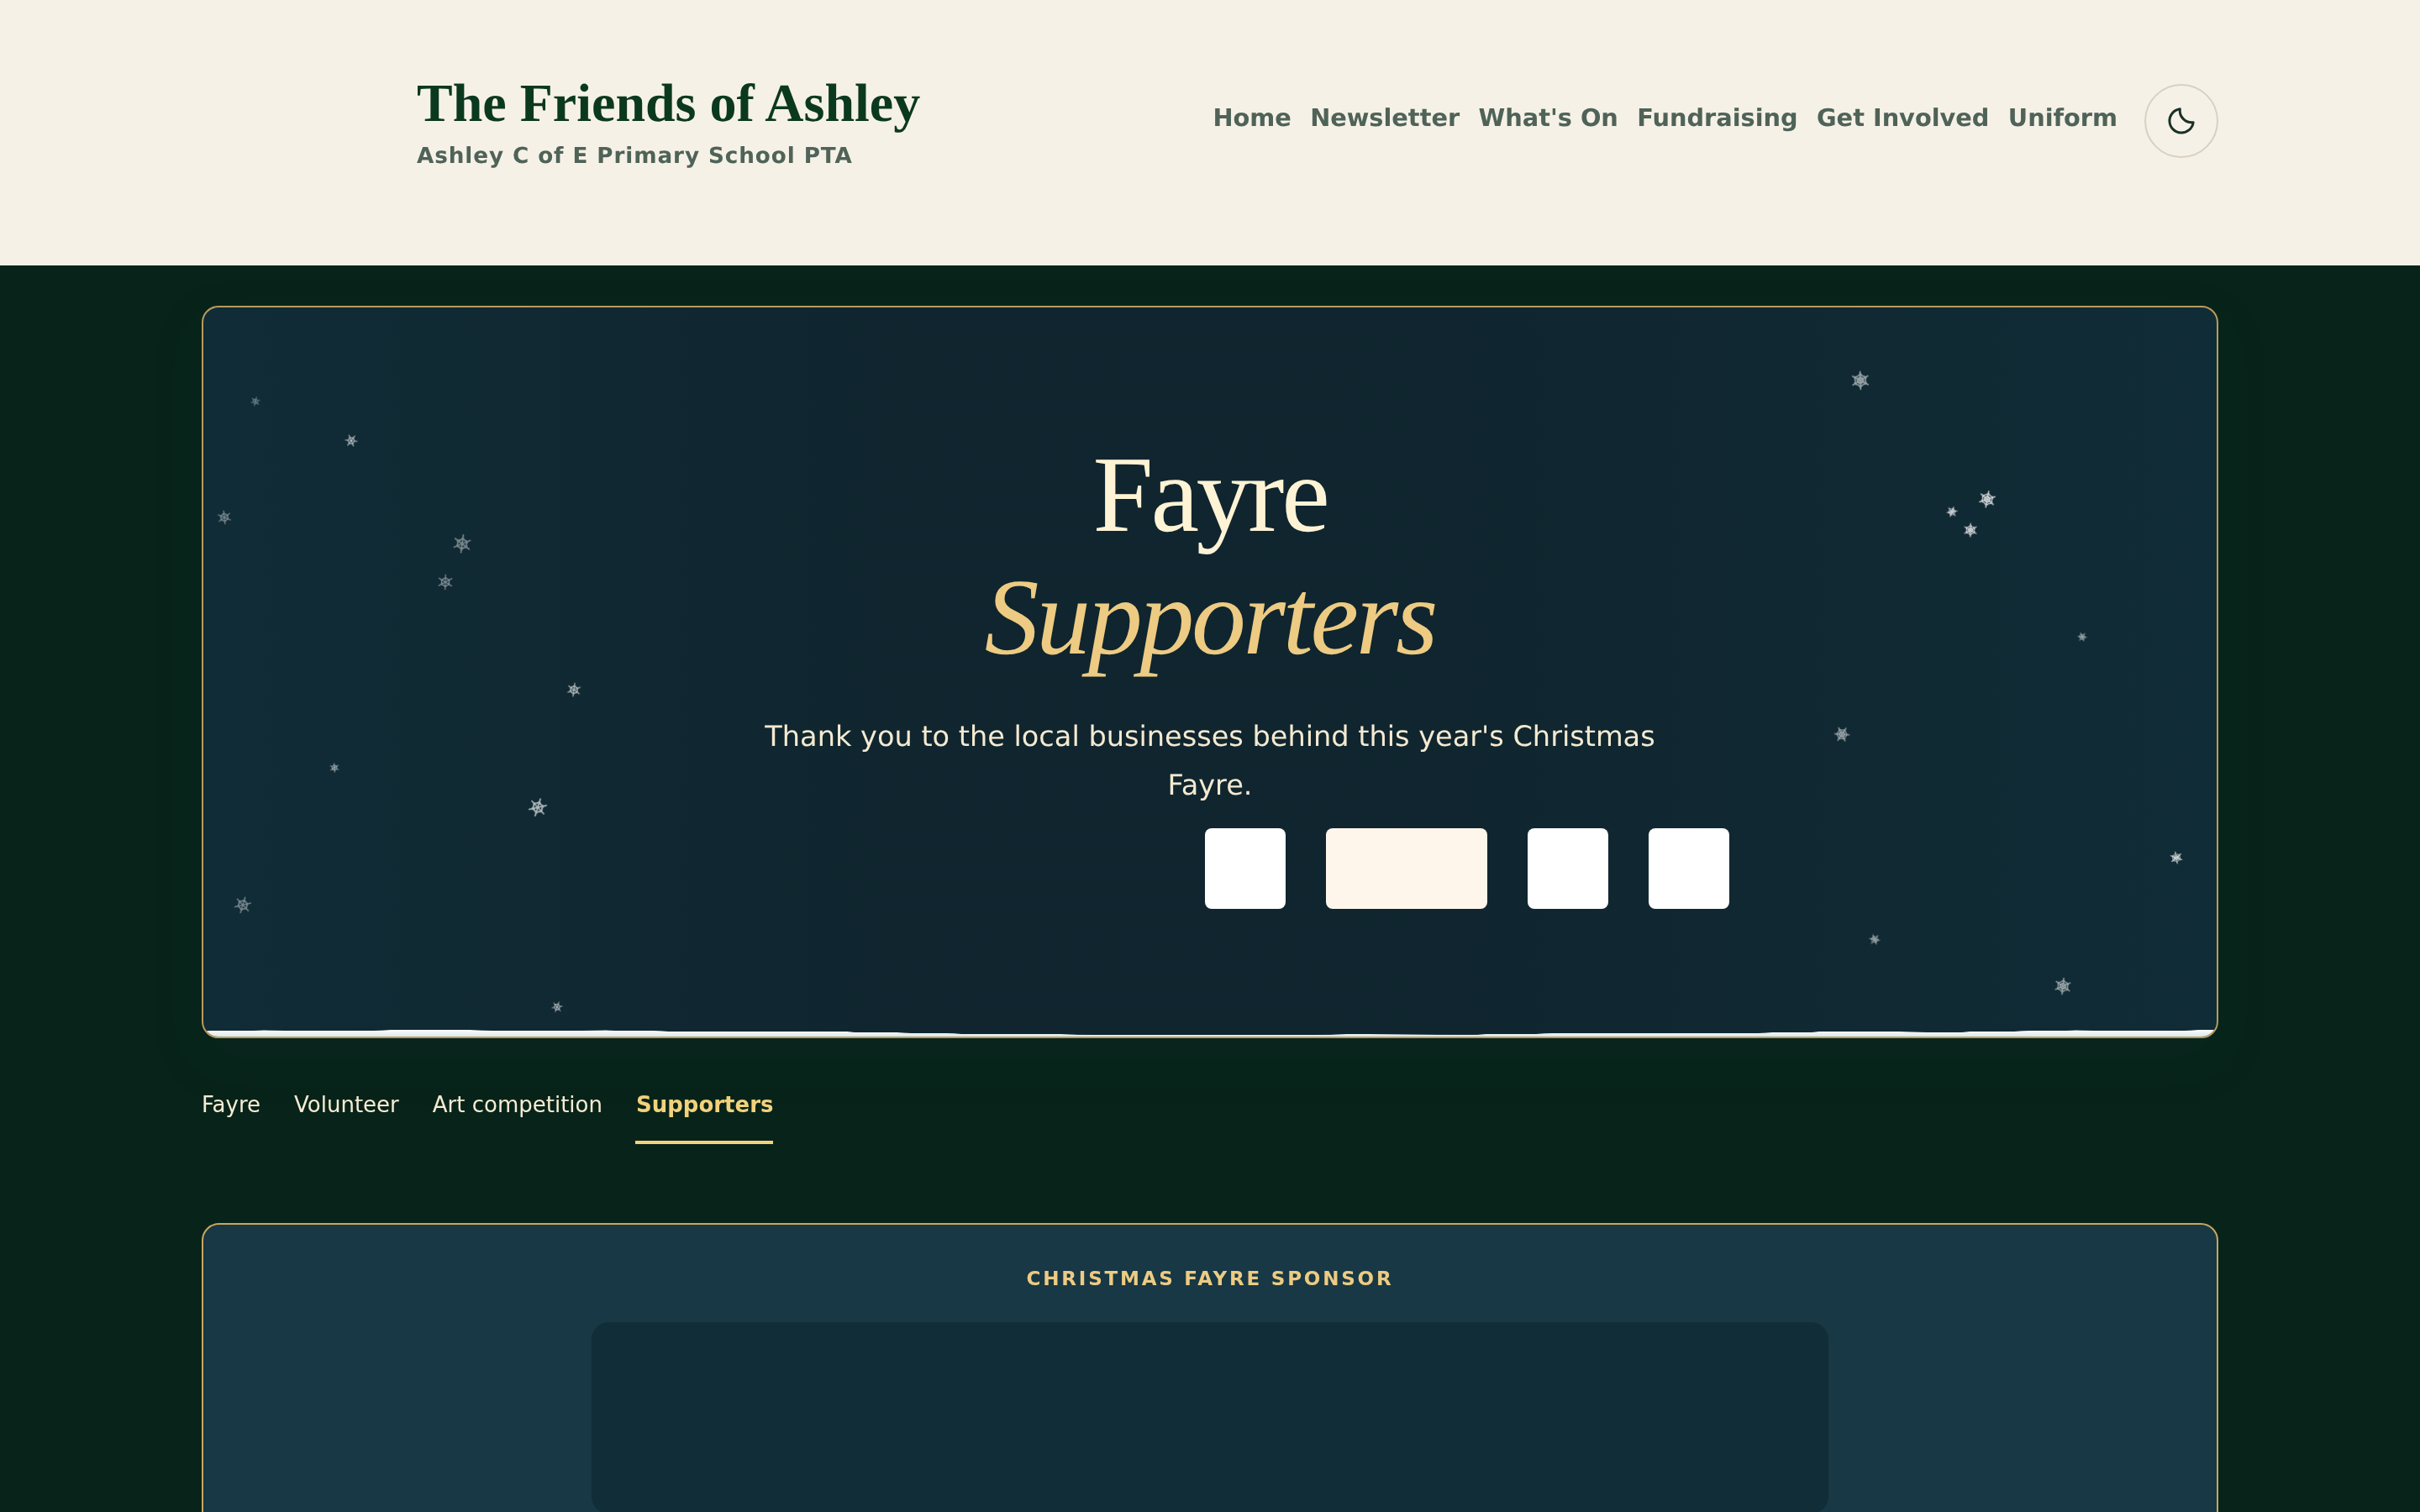 The Friends of Ashley
Ashley C of E Primary School PTA
Home Newsletter What's On Fundraising Get Involved Uniform
Fayre
Supporters
Thank you to the local businesses behind this year's Christmas
Fayre.
Fayre Volunteer Art competition Supporters
CHRISTMAS FAYRE SPONSOR